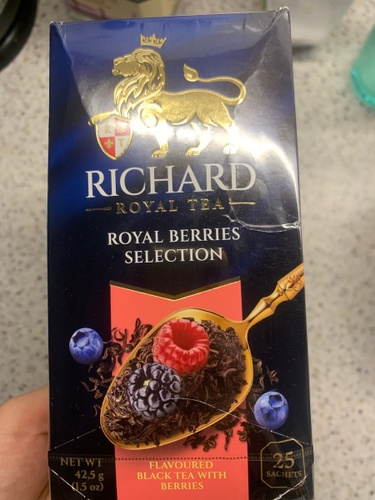 RICHARD
ROYAL TEA
ROYAL BERRIES
SELECTION
NET WT
42,5 g
(1.5 oz)
FLAVOURED
BLACK TEA WITH
BERRIES
25
SACHETS